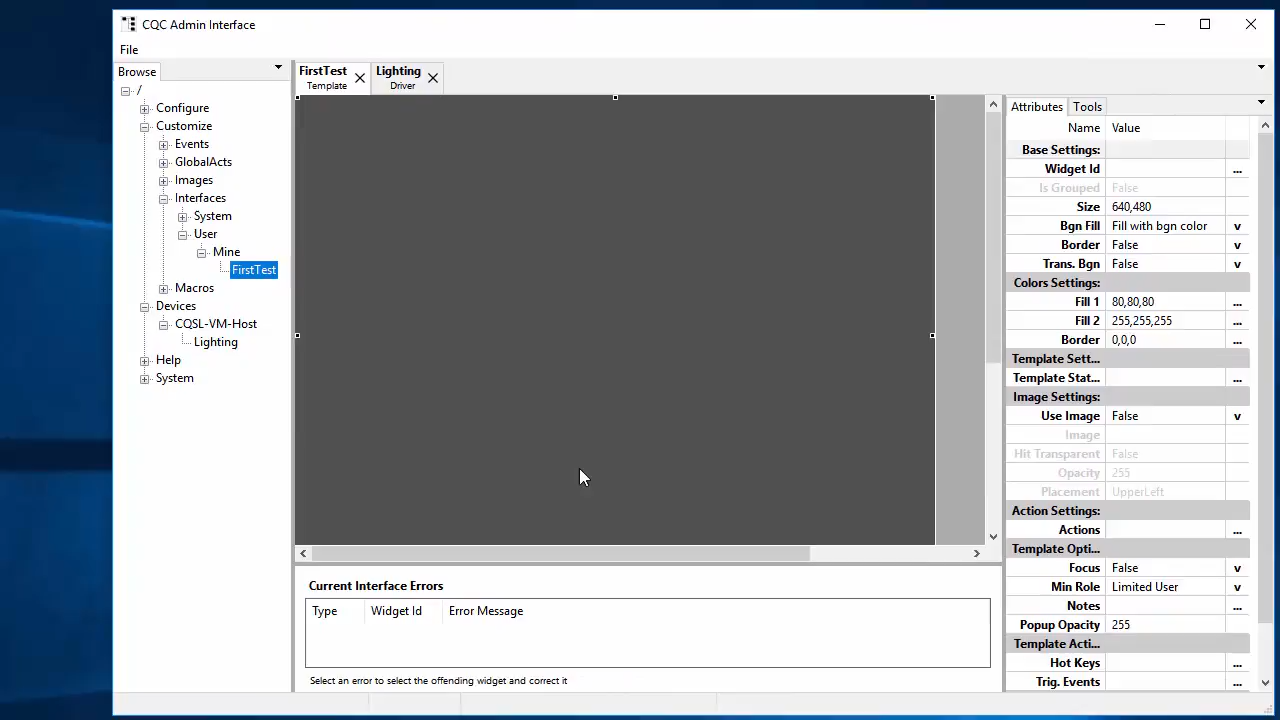 CQC Admin Interface
File
Browse
/
Configure
Customize
Events
GlobalActs
Images
Interfaces
System
User
Mine
FirstTest
Macros
Devices
CQSL-VM-Host
Lighting
Help
System
FirstTest
Template
Lighting
Driver
Current Interface Errors
Type Widget Id Error Message
Select an error to select the offending widget and correct it
Attributes Tools
Name Value
Base Settings:
Widget Id ...
Is Grouped False
Size 640,480
Bgn Fill Fill with bgn color v
Border False v
Trans. Bgn False v
Colors Settings:
Fill 1 80,80,80 ...
Fill 2 255,255,255 ...
Border 0,0,0 ...
Template Sett...
Template Stat... ...
Image Settings:
Use Image False v
Image
Hit Transparent False
Opacity 255
Placement UpperLeft
Action Settings:
Actions ...
Template Opti...
Focus False v
Min Role Limited User v
Notes ...
Popup Opacity 255
Template Acti...
Hot Keys ...
Trig. Events ...